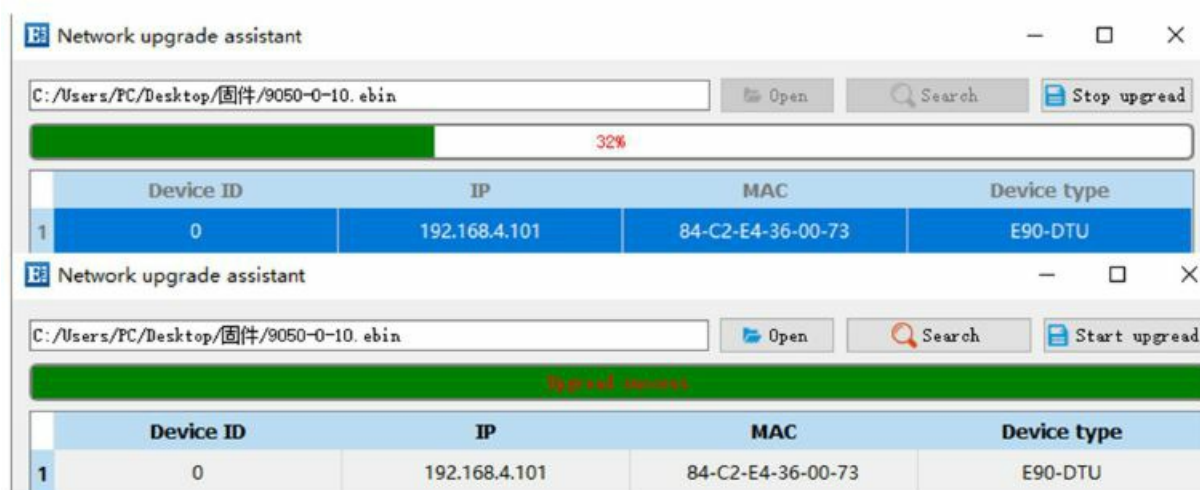 Network upgrade assistant
C:/Users/PC/Desktop/固件/9050-0-10. ebin Open Search Stop upgread
32%
Device ID IP MAC Device type
1 0 192.168.4.101 84-C2-E4-36-00-73 E90-DTU
Network upgrade assistant
C:/Users/PC/Desktop/固件/9050-0-10. ebin Open Search Start upgread
Upgread success
Device ID IP MAC Device type
1 0 192.168.4.101 84-C2-E4-36-00-73 E90-DTU